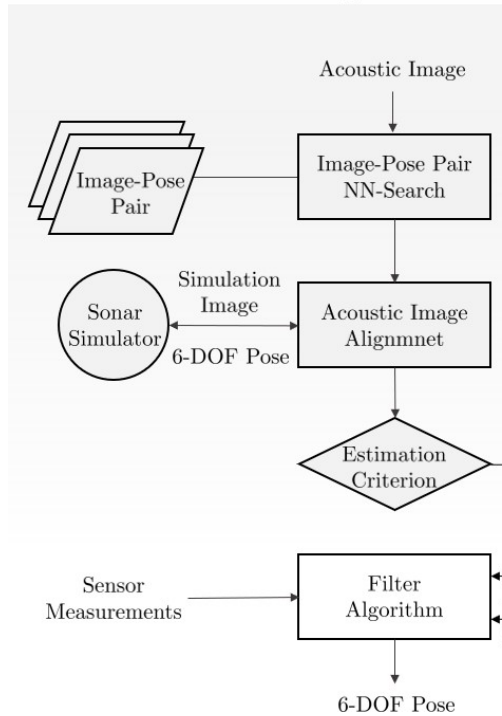 Acoustic Image
Image-Pose
Pair
Image-Pose Pair
NN-Search
Simulation
Image
Sonar
Simulator
6-DOF Pose
Acoustic Image
Alignmnet
Estimation
Criterion
Sensor
Measurements
Filter
Algorithm
6-DOF Pose